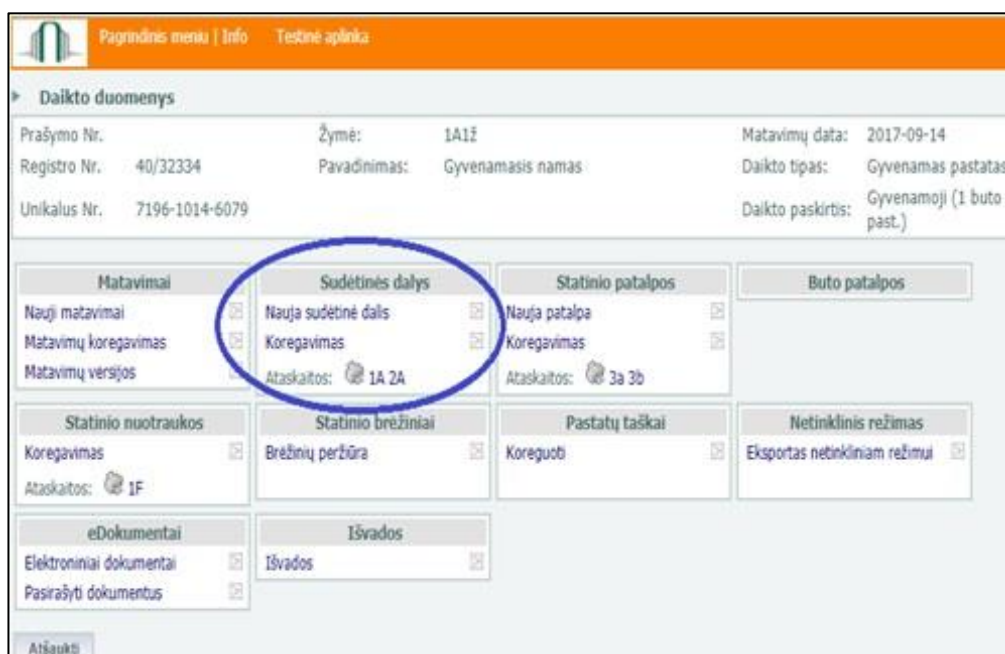 Pagrindinis meniu | Info Testinė aplinka
Daikto duomenys
Prašymo Nr. Žymė: 1A1ž Matavimų data: 2017-09-14
Registro Nr. 40/32334 Pavadinimas: Gyvenamasis namas Daikto tipas: Gyvenamas pastatas
Unikalus Nr. 7196-1014-6079 Daikto paskirtis: Gyvenamoji (1 buto past.)
Matavimai Sudėtinės dalys Statinio patalpos Buto patalpos
Nauji matavimai Nauja sudėtinė dalis Nauja patalpa
Matavimų koregavimas Koregavimas Koregavimas
Matavimų versijos Ataskaitos: 1A 2A Ataskaitos: 3a 3b
Statinio nuotraukos Statinio brėžiniai Pastatų taškai Netinklinis režimas
Koregavimas Brėžinių peržiūra Koreguoti Eksportas netinkliniam režimui
Ataskaitos: 1F
eDokumentai Išvados
Elektroniniai dokumentai Išvados
Pasirašyti dokumentus
Atšaukti